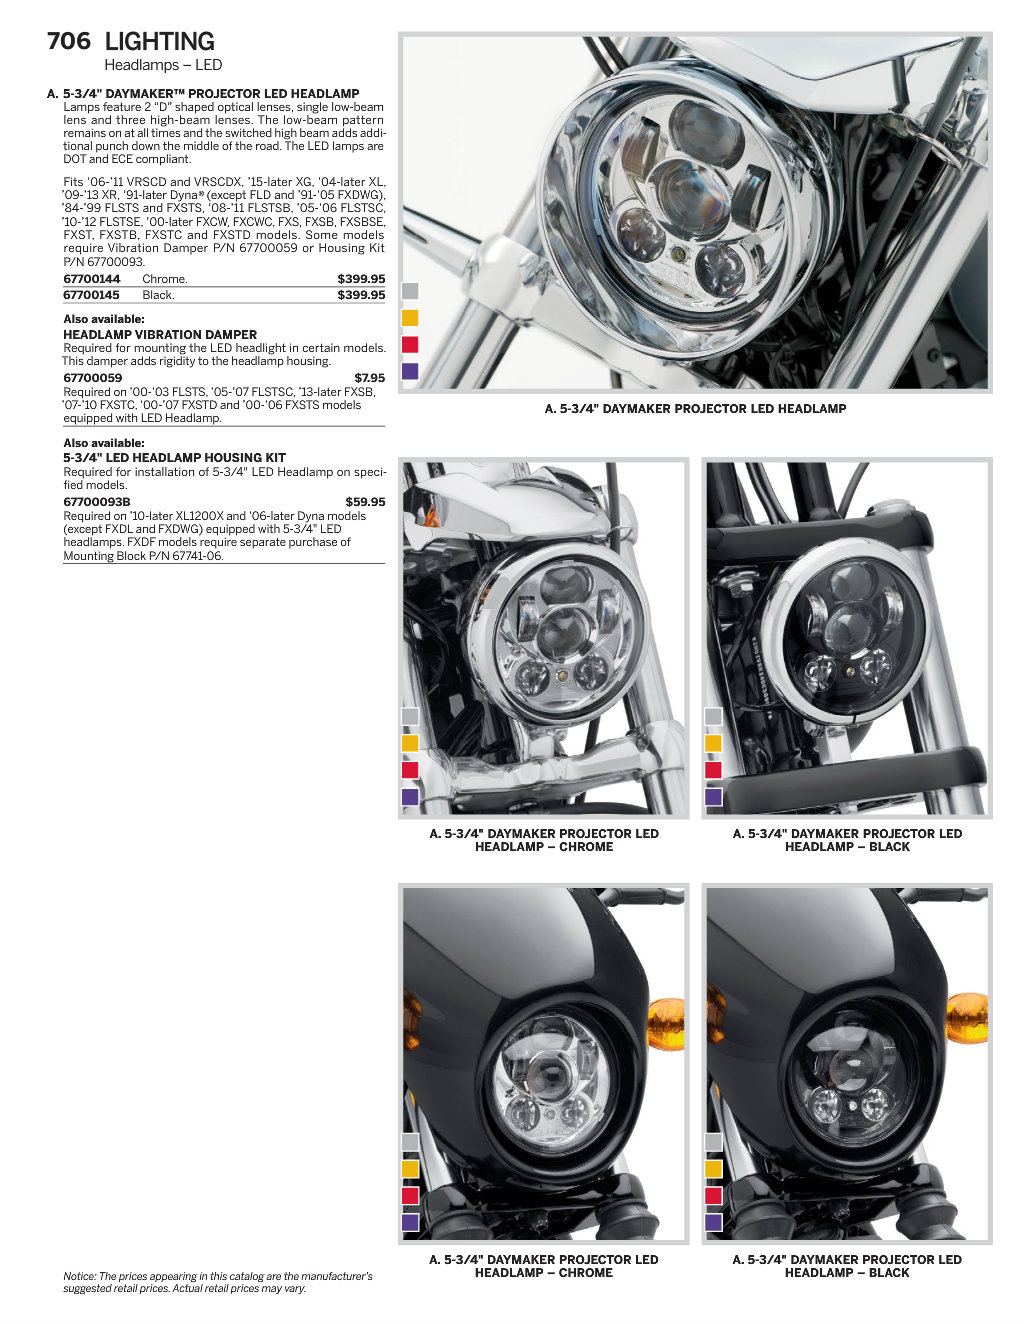 706 LIGHTING
Headlamps – LED
A. 5-3/4" DAYMAKER™ PROJECTOR LED HEADLAMP
Lamps feature 2 "D" shaped optical lenses, single low-beam
lens and three high-beam lenses. The low-beam pattern
remains on at all times and the switched high beam adds addi-
tional punch down the middle of the road. The LED lamps are
DOT and ECE compliant.
Fits '06-'11 VRSCD and VRSCDX, '15-later XG, '04-later XL,
'09-'13 XR, '91-later Dyna® (except FLD and '91-'05 FXDWG),
'84-'99 FLSTS and FXSTS, '08-'11 FLSTSB, '05-'06 FLSTSC,
'10-'12 FLSTSE, '00-later FXCW, FXCWC, FXS, FXSB, FXSBSE,
FXST, FXSTB, FXSTC and FXSTD models. Some models
require Vibration Damper P/N 67700059 or Housing Kit
P/N 67700093.
67700144 Chrome. $399.95
67700145 Black. $399.95
Also available:
HEADLAMP VIBRATION DAMPER
Required for mounting the LED headlight in certain models.
This damper adds rigidity to the headlamp housing.
67700059 $7.95
Required on '00-'03 FLSTS, '05-'07 FLSTSC, '13-later FXSB,
'07-'10 FXSTC, '00-'07 FXSTD and '00-'06 FXSTS models
equipped with LED Headlamp.
Also available:
5-3/4" LED HEADLAMP HOUSING KIT
Required for installation of 5-3/4" LED Headlamp on speci-
fied models.
67700093B $59.95
Required on '10-later XL1200X and '06-later Dyna models
(except FXDL and FXDWG) equipped with 5-3/4" LED
headlamps. FXDF models require separate purchase of
Mounting Block P/N 67741-06.
A. 5-3/4" DAYMAKER PROJECTOR LED HEADLAMP
A. 5-3/4" DAYMAKER PROJECTOR LED
HEADLAMP – CHROME
A. 5-3/4" DAYMAKER PROJECTOR LED
HEADLAMP – BLACK
A. 5-3/4" DAYMAKER PROJECTOR LED
HEADLAMP – CHROME
A. 5-3/4" DAYMAKER PROJECTOR LED
HEADLAMP – BLACK
Notice: The prices appearing in this catalog are the manufacturer's
suggested retail prices. Actual retail prices may vary.